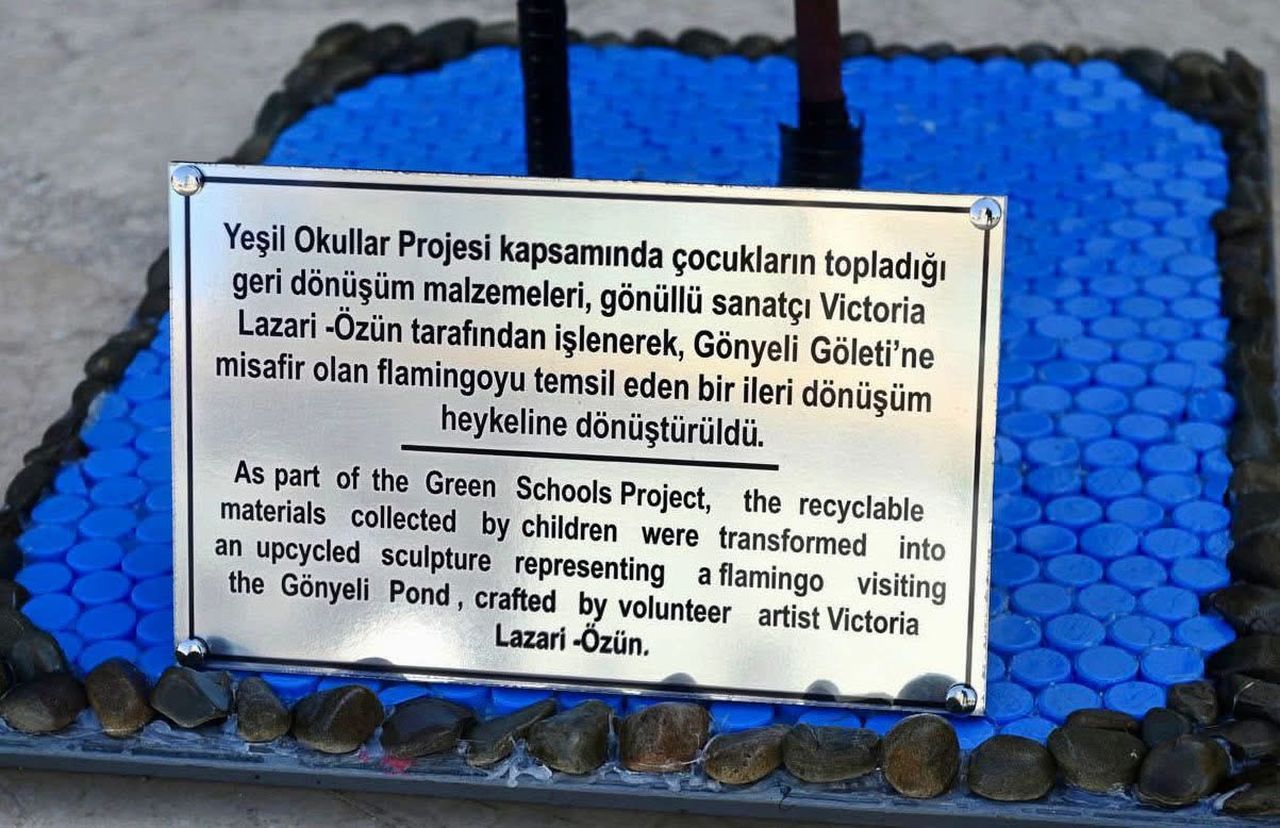 Yeşil Okullar Projesi kapsamında çocukların topladığı
geri dönüşüm malzemeleri, gönüllü sanatçı Victoria
Lazari -Özün tarafından işlenerek, Gönyeli Göleti'ne
misafir olan flamingoyu temsil eden bir ileri dönüşüm
heykeline dönüştürüldü.
As part of the Green Schools Project, the recyclable
materials collected by children were transformed into
an upcycled sculpture representing a flamingo visiting
the Gönyeli Pond , crafted by volunteer artist Victoria
Lazari -Özün.